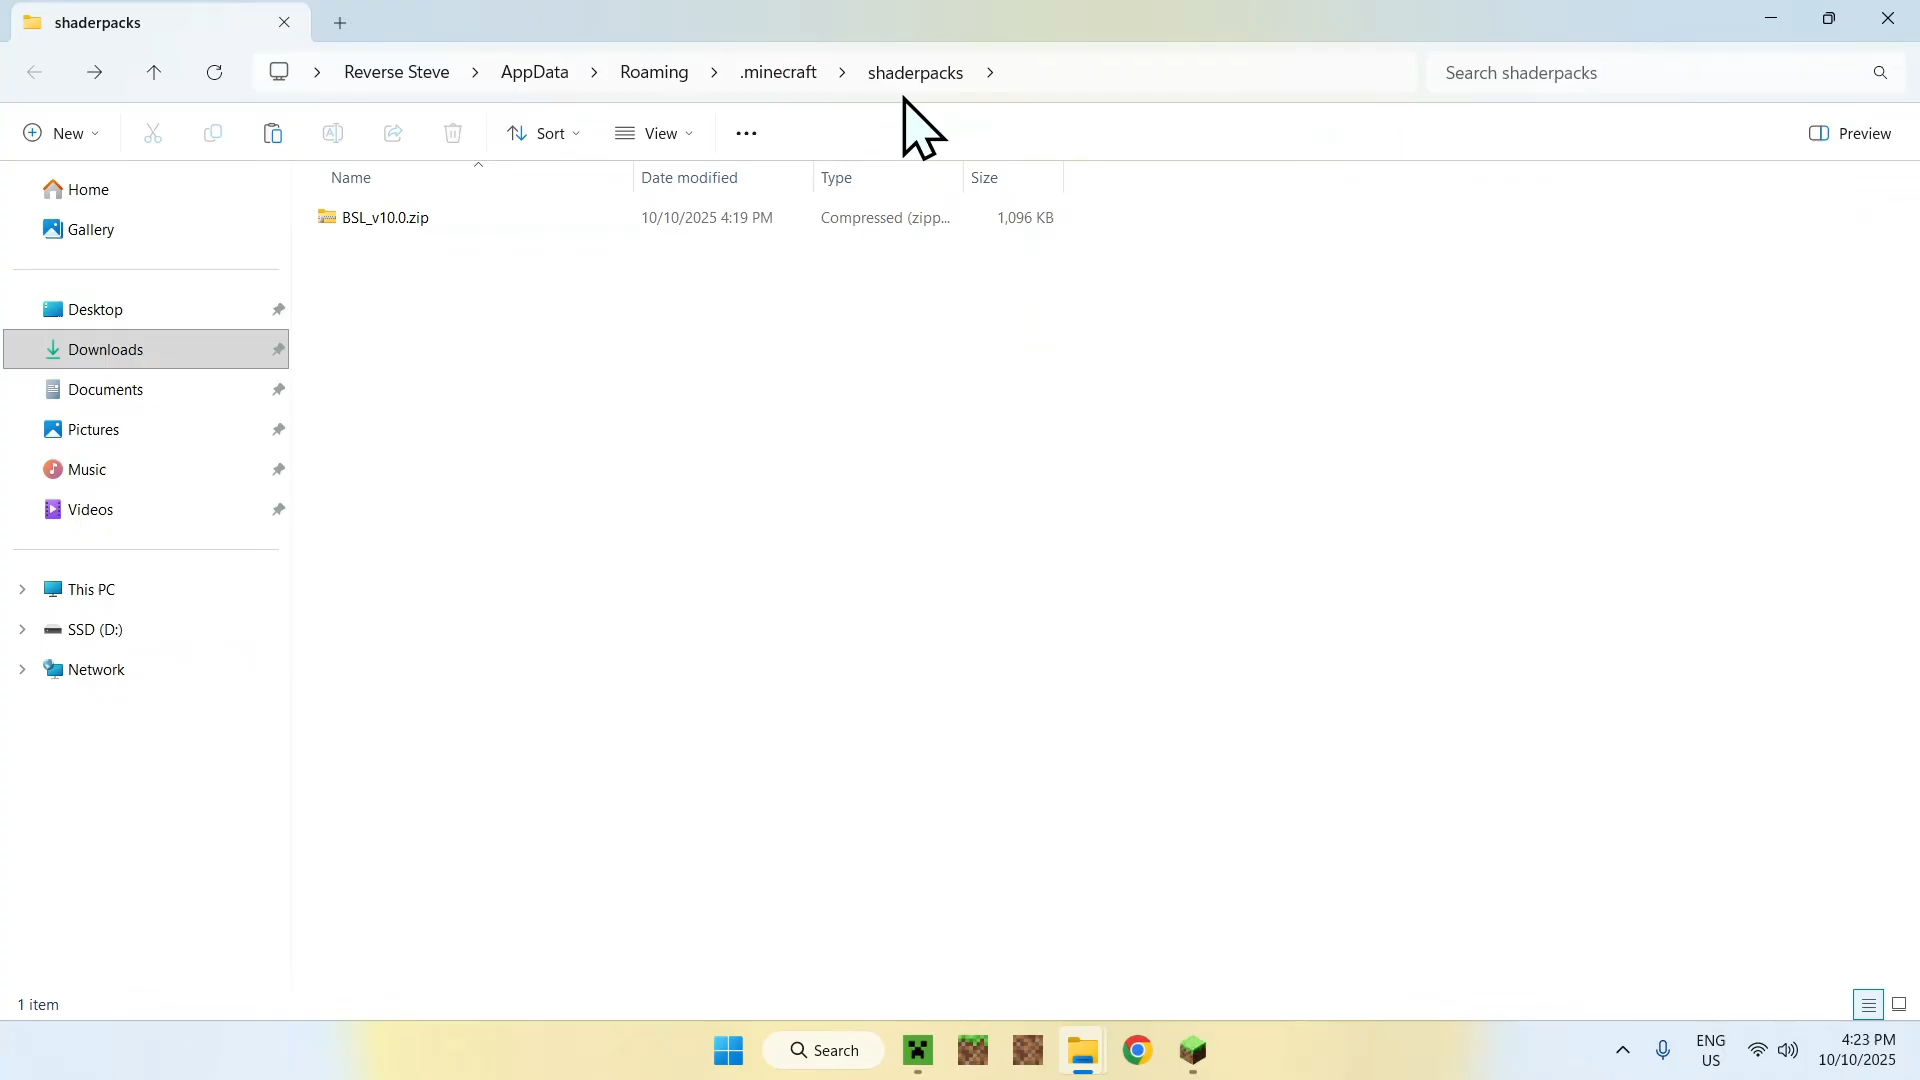 shaderpacks
Reverse Steve AppData Roaming .minecraft shaderpacks
Search shaderpacks
New
Sort
View
Preview
Name Date modified Type Size
BSL_v10.0.zip 10/10/2025 4:19 PM Compressed (zipp... 1,096 KB
Home
Gallery
Desktop
Downloads
Documents
Pictures
Music
Videos
This PC
SSD (D:)
Network
1 item
Search
ENG
US
4:23 PM
10/10/2025